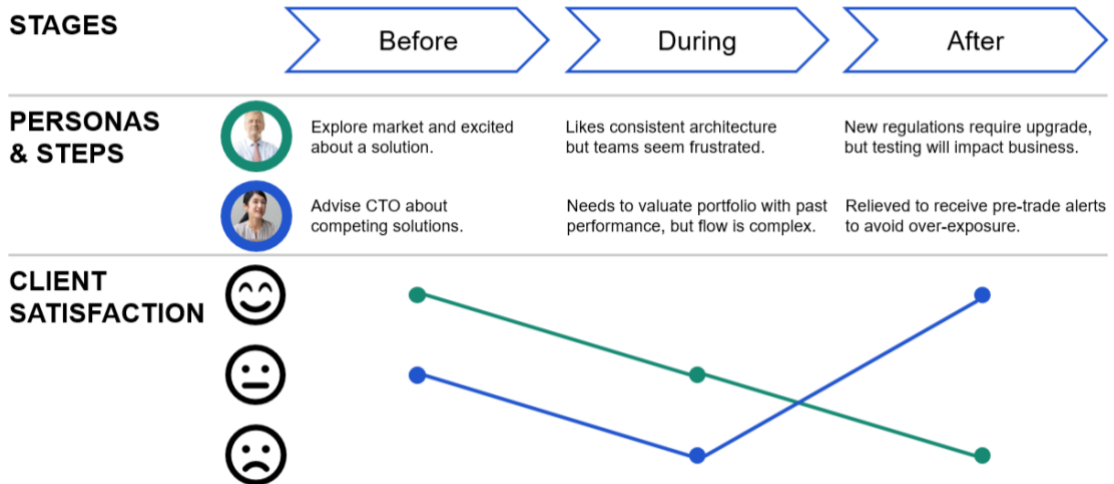 STAGES
Before
During
After
PERSONAS
& STEPS
Explore market and excited
about a solution.
Likes consistent architecture
but teams seem frustrated.
New regulations require upgrade,
but testing will impact business.
Advise CTO about
competing solutions.
Needs to valuate portfolio with past
performance, but flow is complex.
Relieved to receive pre-trade alerts
to avoid over-exposure.
CLIENT
SATISFACTION